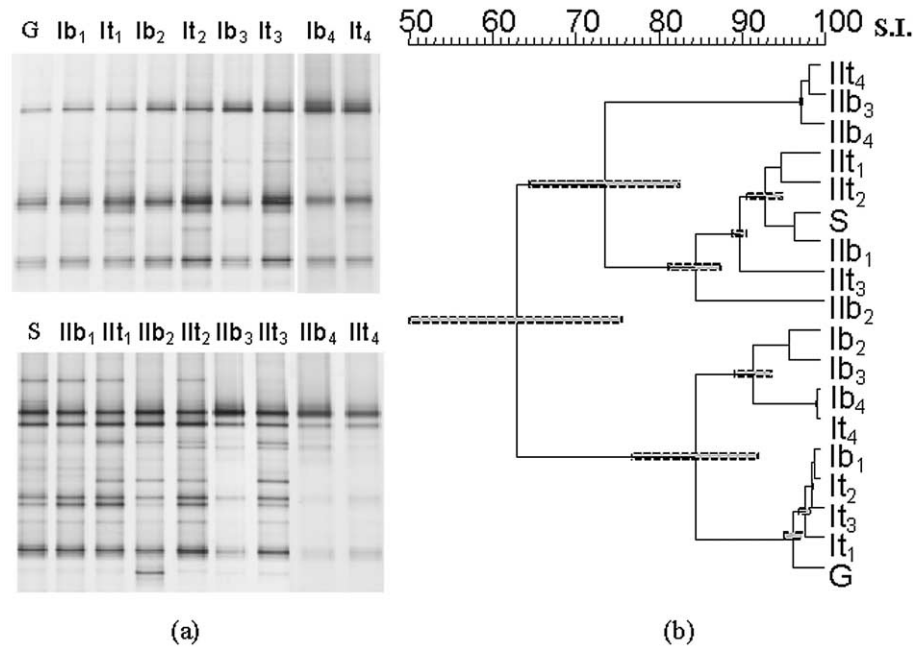 G Ib₁ It₁ Ib₂ It₂ Ib₃ It₃ Ib₄ It₄
S IIb₁ IIt₁ IIb₂ IIt₂ IIb₃ IIt₃ IIb₄ IIt₄
(a)
50 60 70 80 90 100 S.I.
IIt₄
IIb₃
IIb₄
IIt₁
IIt₂
S
IIb₁
IIt₃
IIb₂
Ib₂
Ib₃
Ib₄
It₄
Ib₁
It₂
It₃
It₁
G
(b)